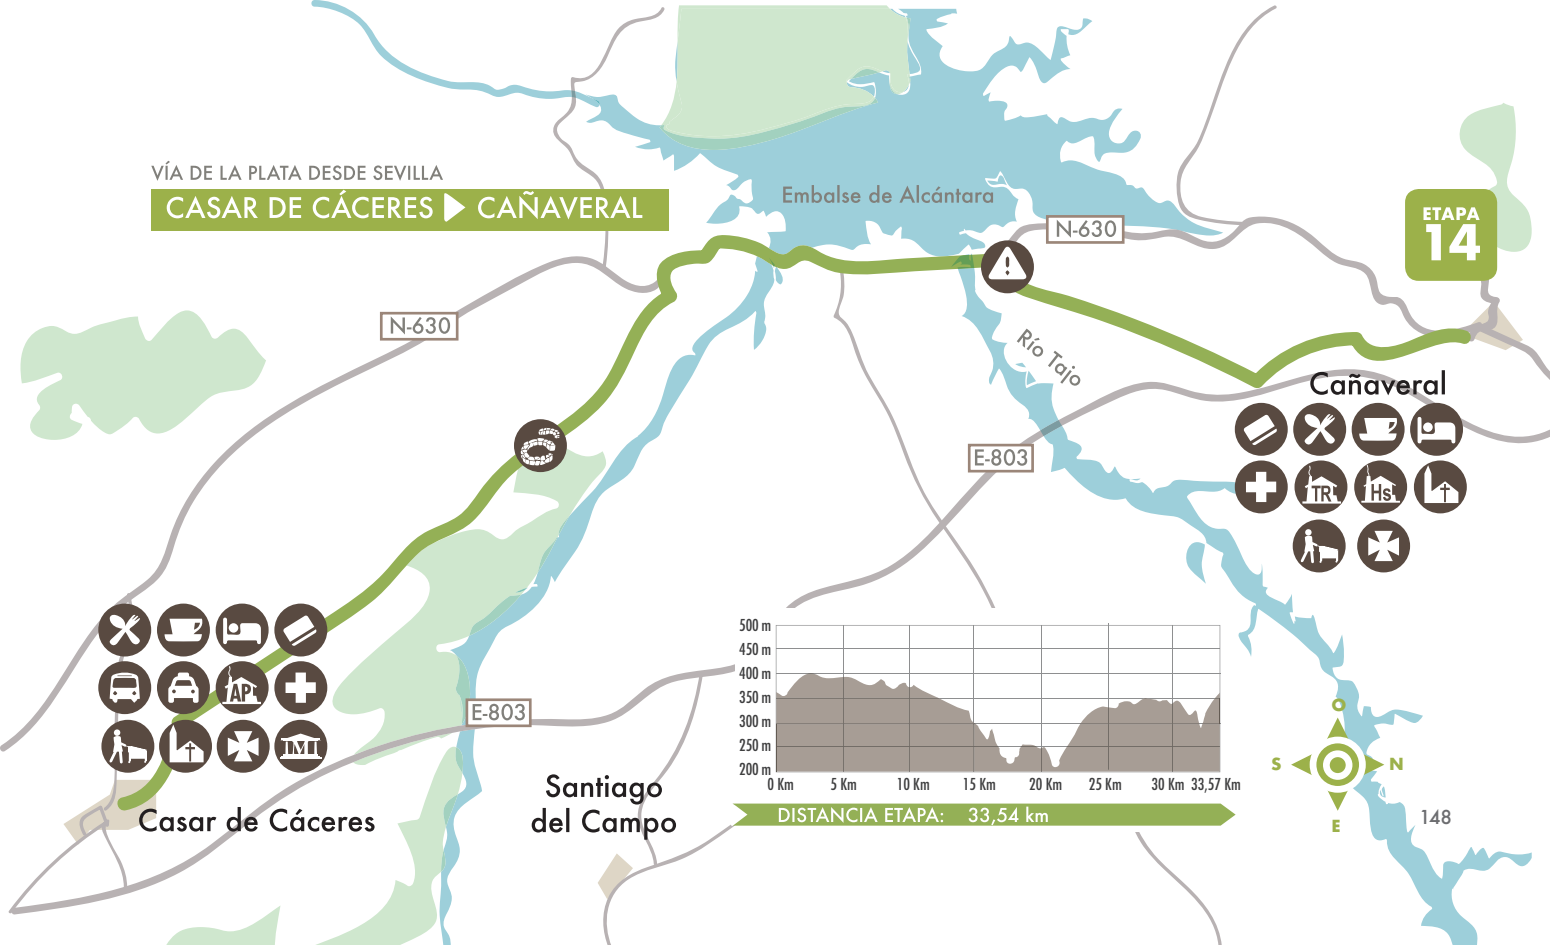 VÍA DE LA PLATA DESDE SEVILLA
CASAR DE CÁCERES CAÑAVERAL
Embalse de Alcántara
N-630
ETAPA
14
N-630
Río Tajo
Cañaveral
E-803
TR
Hs
AP
M
E-803
Casar de Cáceres
Santiago
del Campo
500 m
450 m
400 m
350 m
300 m
250 m
200 m
0 Km 5 Km 10 Km 15 Km 20 Km 25 Km 30 Km 33,57 Km
DISTANCIA ETAPA: 33,54 km
O
S N
E
148